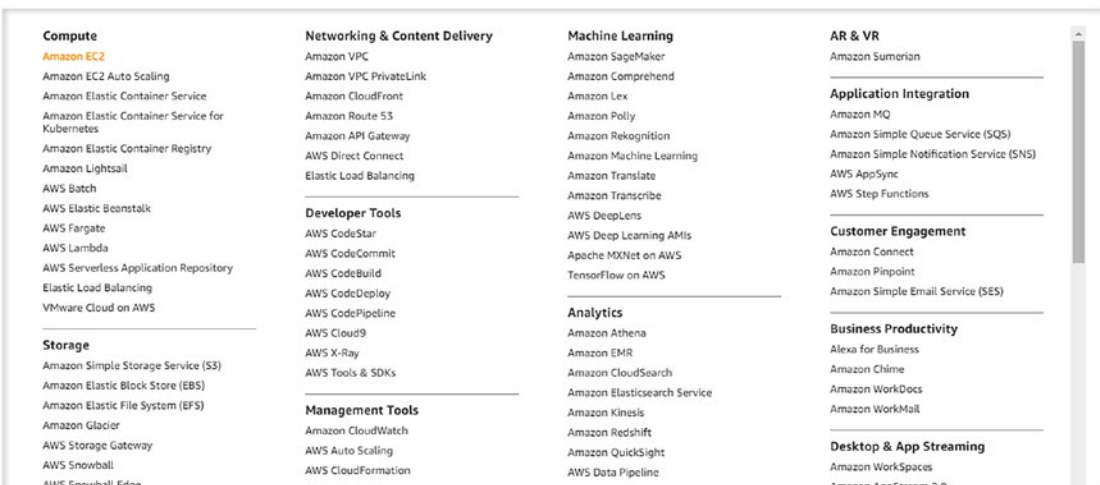 Compute
Amazon EC2
Amazon EC2 Auto Scaling
Amazon Elastic Container Service
Amazon Elastic Container Service for
Kubernetes
Amazon Elastic Container Registry
Amazon Lightsail
AWS Batch
AWS Elastic Beanstalk
AWS Fargate
AWS Lambda
AWS Serverless Application Repository
Elastic Load Balancing
VMware Cloud on AWS
Storage
Amazon Simple Storage Service (S3)
Amazon Elastic Block Store (EBS)
Amazon Elastic File System (EFS)
Amazon Glacier
AWS Storage Gateway
AWS Snowball
AWS Snowball Edge
Networking & Content Delivery
Amazon VPC
Amazon VPC PrivateLink
Amazon CloudFront
Amazon Route 53
Amazon API Gateway
AWS Direct Connect
Elastic Load Balancing
Developer Tools
AWS CodeStar
AWS CodeCommit
AWS CodeBuild
AWS CodeDeploy
AWS CodePipeline
AWS Cloud9
AWS X-Ray
AWS Tools & SDKs
Management Tools
Amazon CloudWatch
AWS Auto Scaling
AWS CloudFormation
Machine Learning
Amazon SageMaker
Amazon Comprehend
Amazon Lex
Amazon Polly
Amazon Rekognition
Amazon Machine Learning
Amazon Translate
Amazon Transcribe
AWS DeepLens
AWS Deep Learning AMIs
Apache MXNet on AWS
TensorFlow on AWS
Analytics
Amazon Athena
Amazon EMR
Amazon CloudSearch
Amazon Elasticsearch Service
Amazon Kinesis
Amazon Redshift
Amazon QuickSight
AWS Data Pipeline
AR & VR
Amazon Sumerian
Application Integration
Amazon MQ
Amazon Simple Queue Service (SQS)
Amazon Simple Notification Service (SNS)
AWS AppSync
AWS Step Functions
Customer Engagement
Amazon Connect
Amazon Pinpoint
Amazon Simple Email Service (SES)
Business Productivity
Alexa for Business
Amazon Chime
Amazon WorkDocs
Amazon WorkMail
Desktop & App Streaming
Amazon WorkSpaces
Amazon AppStream 2.0